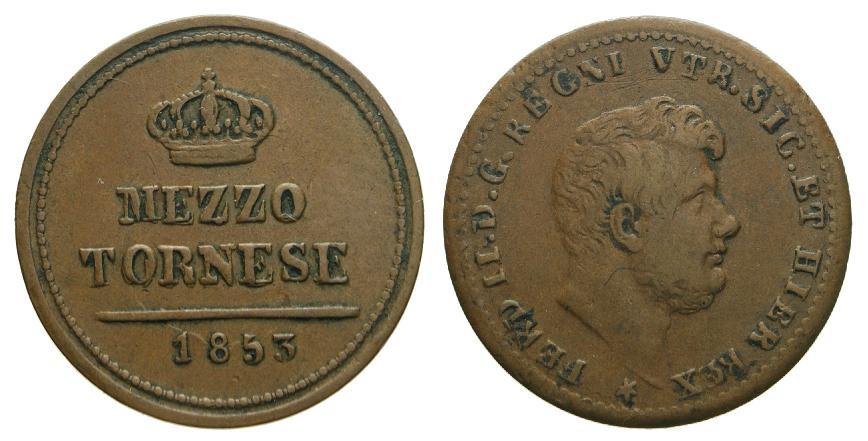 MEZZO
TORNESE
1853
FERD II.D.G.REGNI VTR.SIC.ET HIER REX